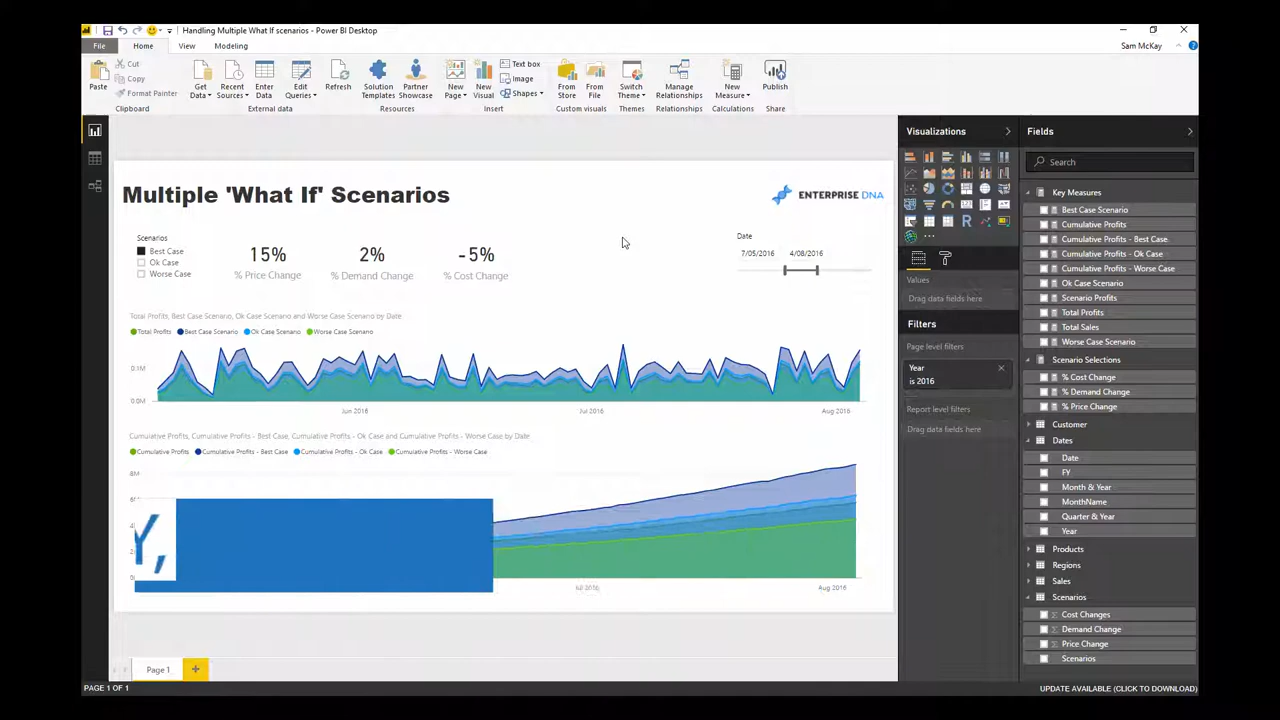 Handling Multiple What If scenarios - Power BI Desktop
Sam McKay
File Home View Modeling
Paste
Cut
Copy
Format Painter
Get Data
Recent Sources
Enter Data
Edit Queries
Refresh
Solution Templates
Partner Showcase
New Page
New Visual
Text box
Image
Shapes
From Store
From File
Switch Theme
Manage Relationships
New Measure
Publish
Clipboard External data Resources Insert Custom visuals Themes Relationships Calculations Share
Multiple 'What If' Scenarios
ENTERPRISE DNA
Scenarios
Best Case
Ok Case
Worse Case
15%
% Price Change
2%
% Demand Change
-5%
% Cost Change
Date
7/05/2016 4/08/2016
Total Profits, Best Case Scenario, Ok Case Scenario and Worse Case Scenario by Date
Total Profits Best Case Scenario Ok Case Scenario Worse Case Scenario
0.1M
0.0M
Jun 2016 Jul 2016 Aug 2016
Cumulative Profits, Cumulative Profits - Best Case, Cumulative Profits - Ok Case and Cumulative Profits - Worse Case by Date
Cumulative Profits Cumulative Profits - Best Case Cumulative Profits - Ok Case Cumulative Profits - Worse Case
8M
Y,
Jul 2016 Aug 2016
Page 1
PAGE 1 OF 1
UPDATE AVAILABLE (CLICK TO DOWNLOAD)
Visualizations
Values
Drag data fields here
Filters
Page level filters
Year
is 2016
Report level filters
Drag data fields here
Fields
Search
Key Measures
Best Case Scenario
Cumulative Profits
Cumulative Profits - Best Case
Cumulative Profits - Ok Case
Cumulative Profits - Worse Case
Ok Case Scenario
Scenario Profits
Total Profits
Total Sales
Worse Case Scenario
Scenario Selections
% Cost Change
% Demand Change
% Price Change
Customer
Dates
Date
FY
Month & Year
MonthName
Quarter & Year
Year
Products
Regions
Sales
Scenarios
Cost Changes
Demand Change
Price Change
Scenarios